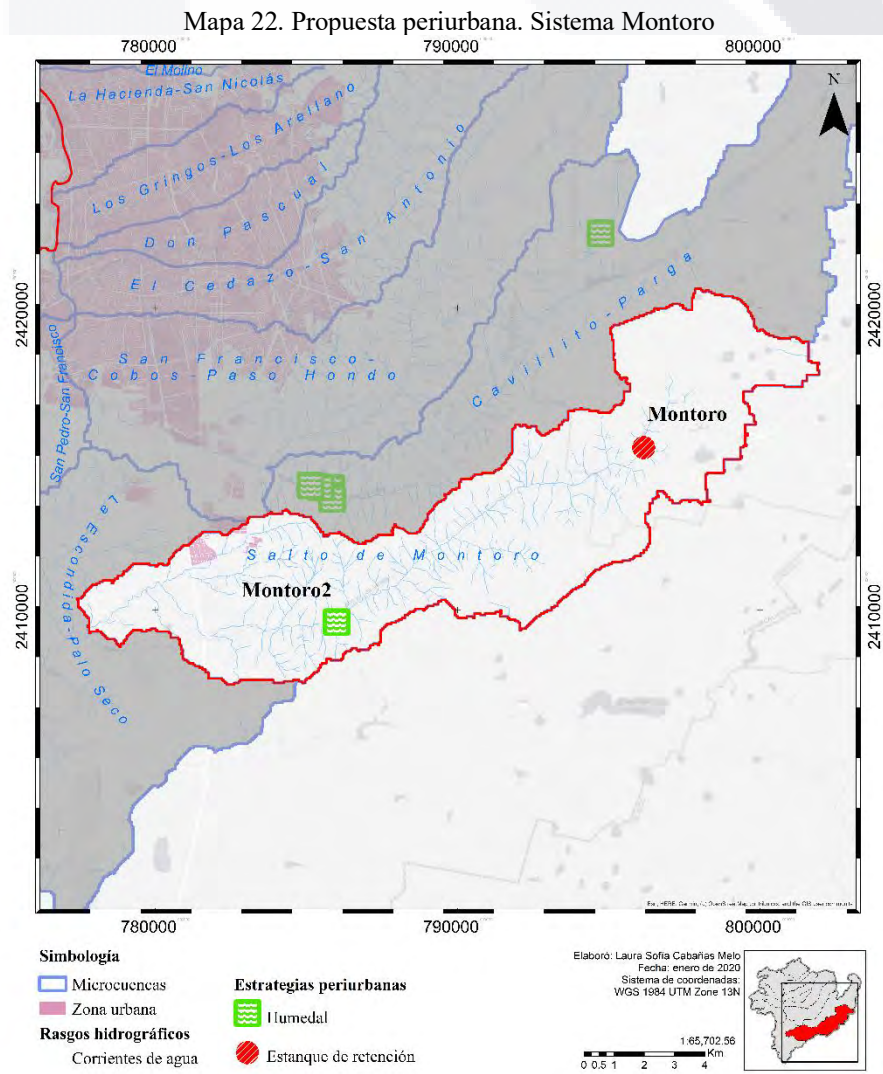 Mapa 22. Propuesta periurbana. Sistema Montoro
780000 790000 800000
El Molino
La Hacienda-San Nicolás
N
Los Gringos-Los Arellano
Don Pascual
El Cedazo-San Antonio
2420000
2420000
Cavillito-Parga
San Francisco-
Cobos-Paso Hondo
San Pedro-San Francisco
Montoro
La Escondida-Palo Seco
Salto de Montoro
Montoro2
2410000
2410000
780000 790000 800000
Simbología
Microcuencas
Zona urbana
Rasgos hidrográficos
Corrientes de agua
Estrategias periurbanas
Humedal
Estanque de retención
Elaboró: Laura Sofía Cabañas Melo
Fecha: enero de 2020
Sistema de coordenadas:
WGS 1984 UTM Zone 13N
1:65,702.56
Km
0 0.5 1 2 3 4